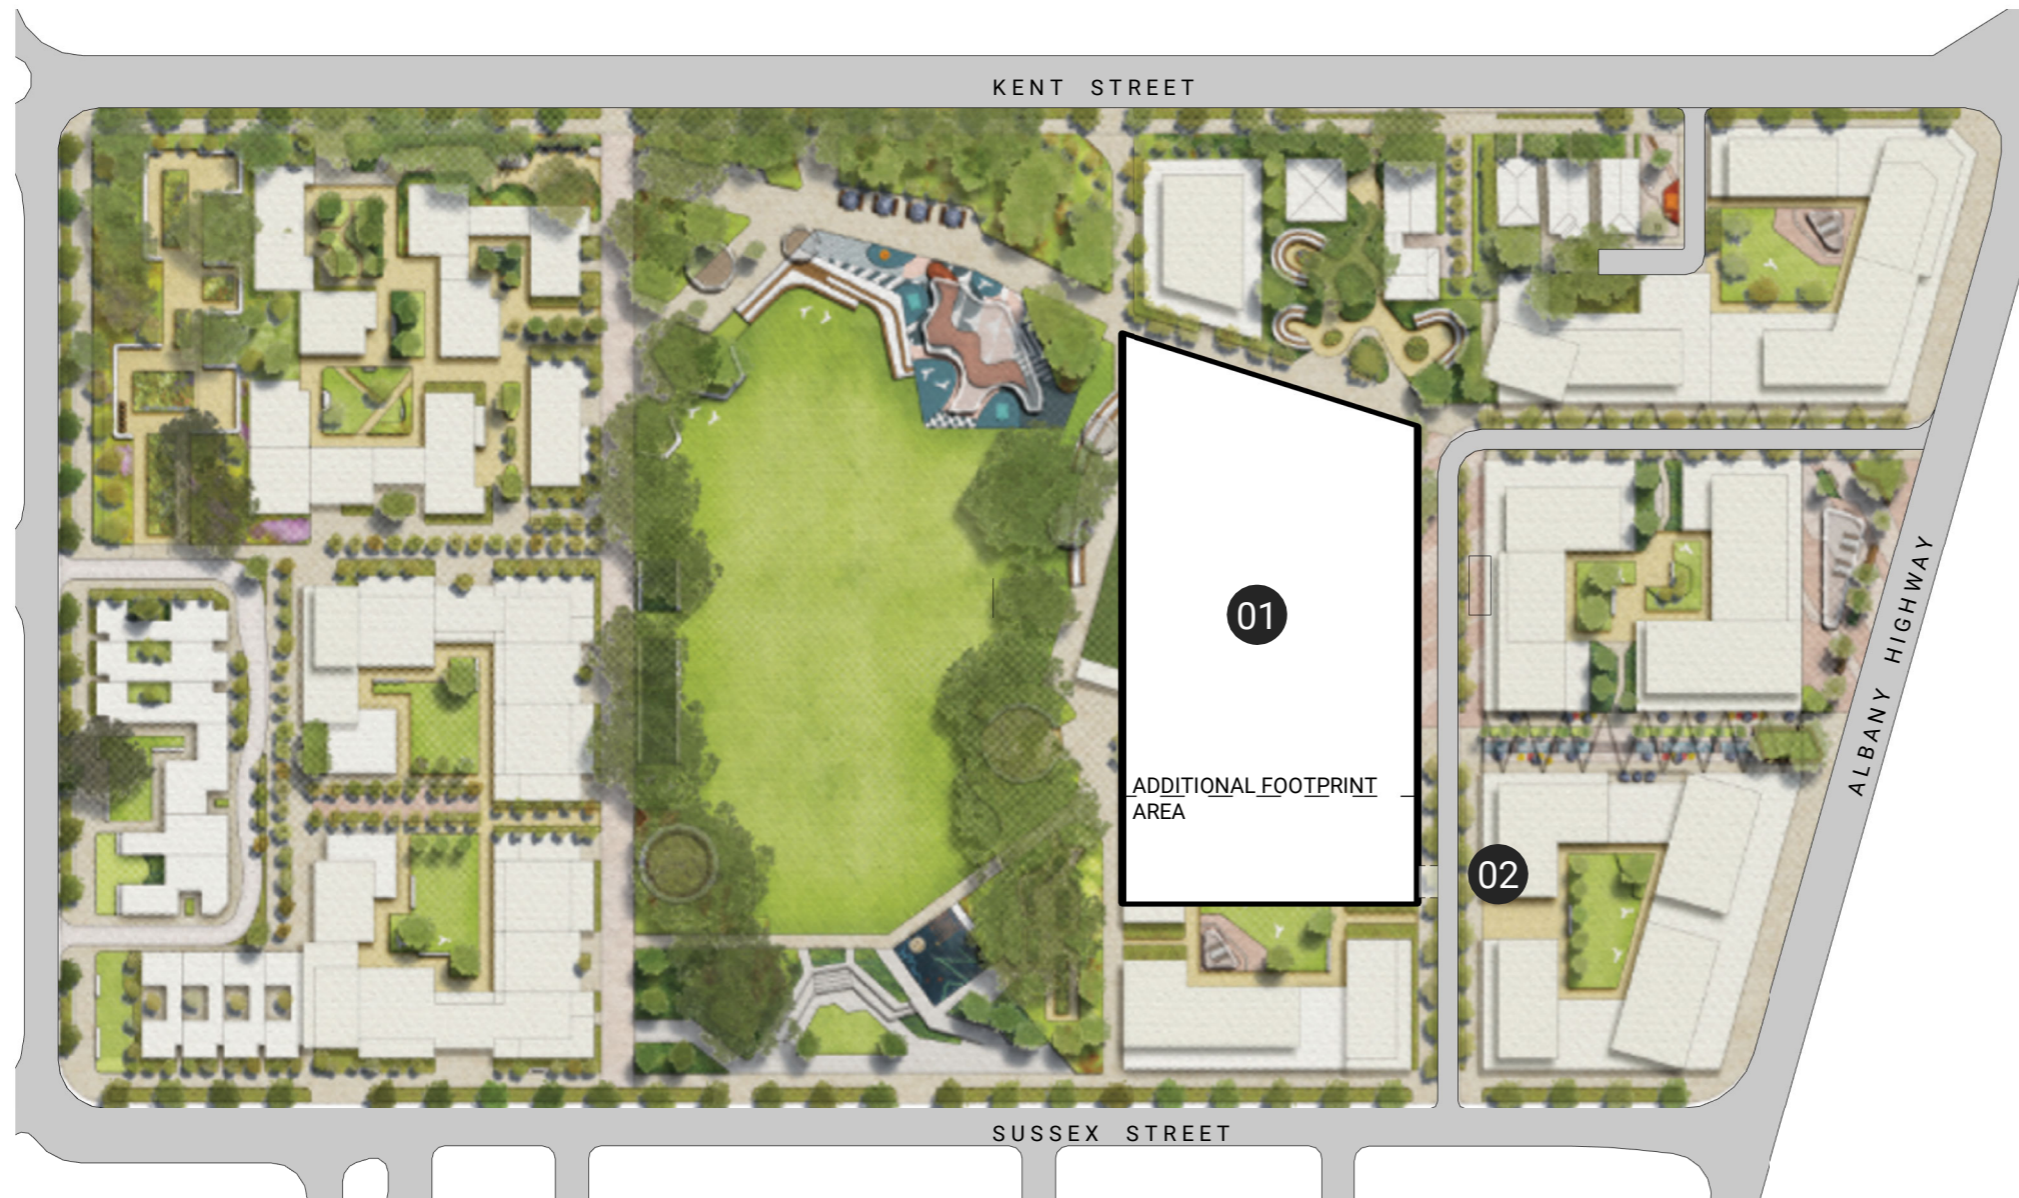 KENT STREET
01
ADDITIONAL FOOTPRINT
AREA
02
ALBANY HIGHWAY
SUSSEX STREET